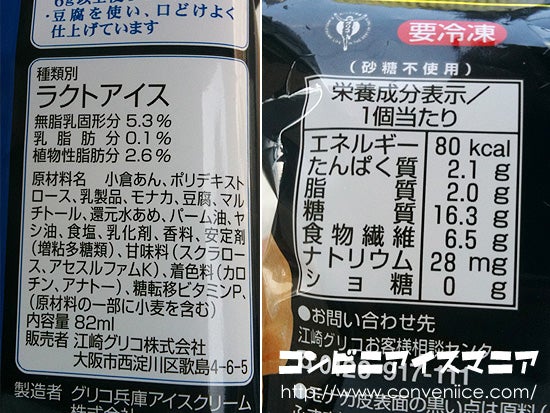 ・豆腐を使い、口どけよく
仕上げています
種類別
ラクトアイス
無脂乳固形分 5.3%
乳脂肪分 0.1%
植物性脂肪分 2.6%
原材料名 小倉あん、ポリデキスト
ロース、乳製品、モナカ、豆腐、マル
チトール、還元水あめ、パーム油、ヤ
シ油、食塩、乳化剤、香料、安定剤
(増粘多糖類)、甘味料(スクラロ
ース、アセスルファムK)、着色料(カロ
チン、アナトー)、糖転移ビタミンP、
(原材料の一部に小麦を含む)
内容量 82ml
販売者 江崎グリコ株式会社
大阪市西淀川区歌島4-6-5
製造者 グリコ兵庫アイスクリーム
株式会社
要冷凍
(砂糖不使用)
栄養成分表示/
1個当たり
エネルギー 80 kcal
たんぱく質 2.1 g
脂質 2.0 g
糖質 16.3 g
食物繊維 6.5 g
ナトリウム 28 mg
ショ糖 0 g
●お問い合わせ先
江崎グリコお客様相談センター
コンビニアイスマニア
http://www.conveniice.com/